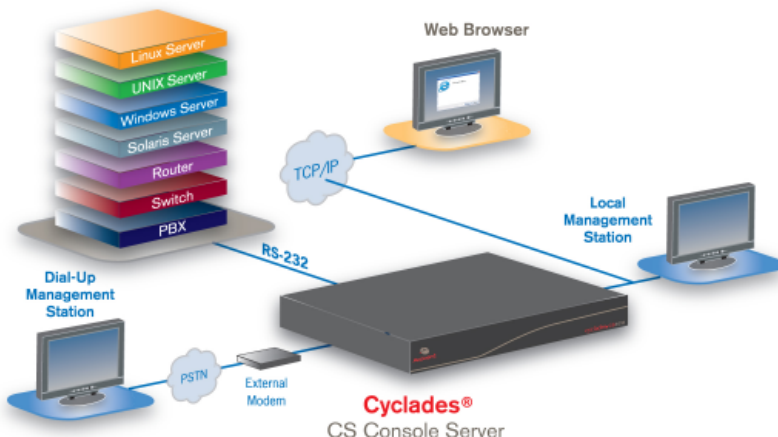 Web Browser
Linux Server
UNIX Server
Windows Server
Solaris Server
Router
Switch
PBX
TCP/IP
Local
Management
Station
RS-232
Dial-Up
Management
Station
PSTN
External
Modem
Cyclades®
CS Console Server